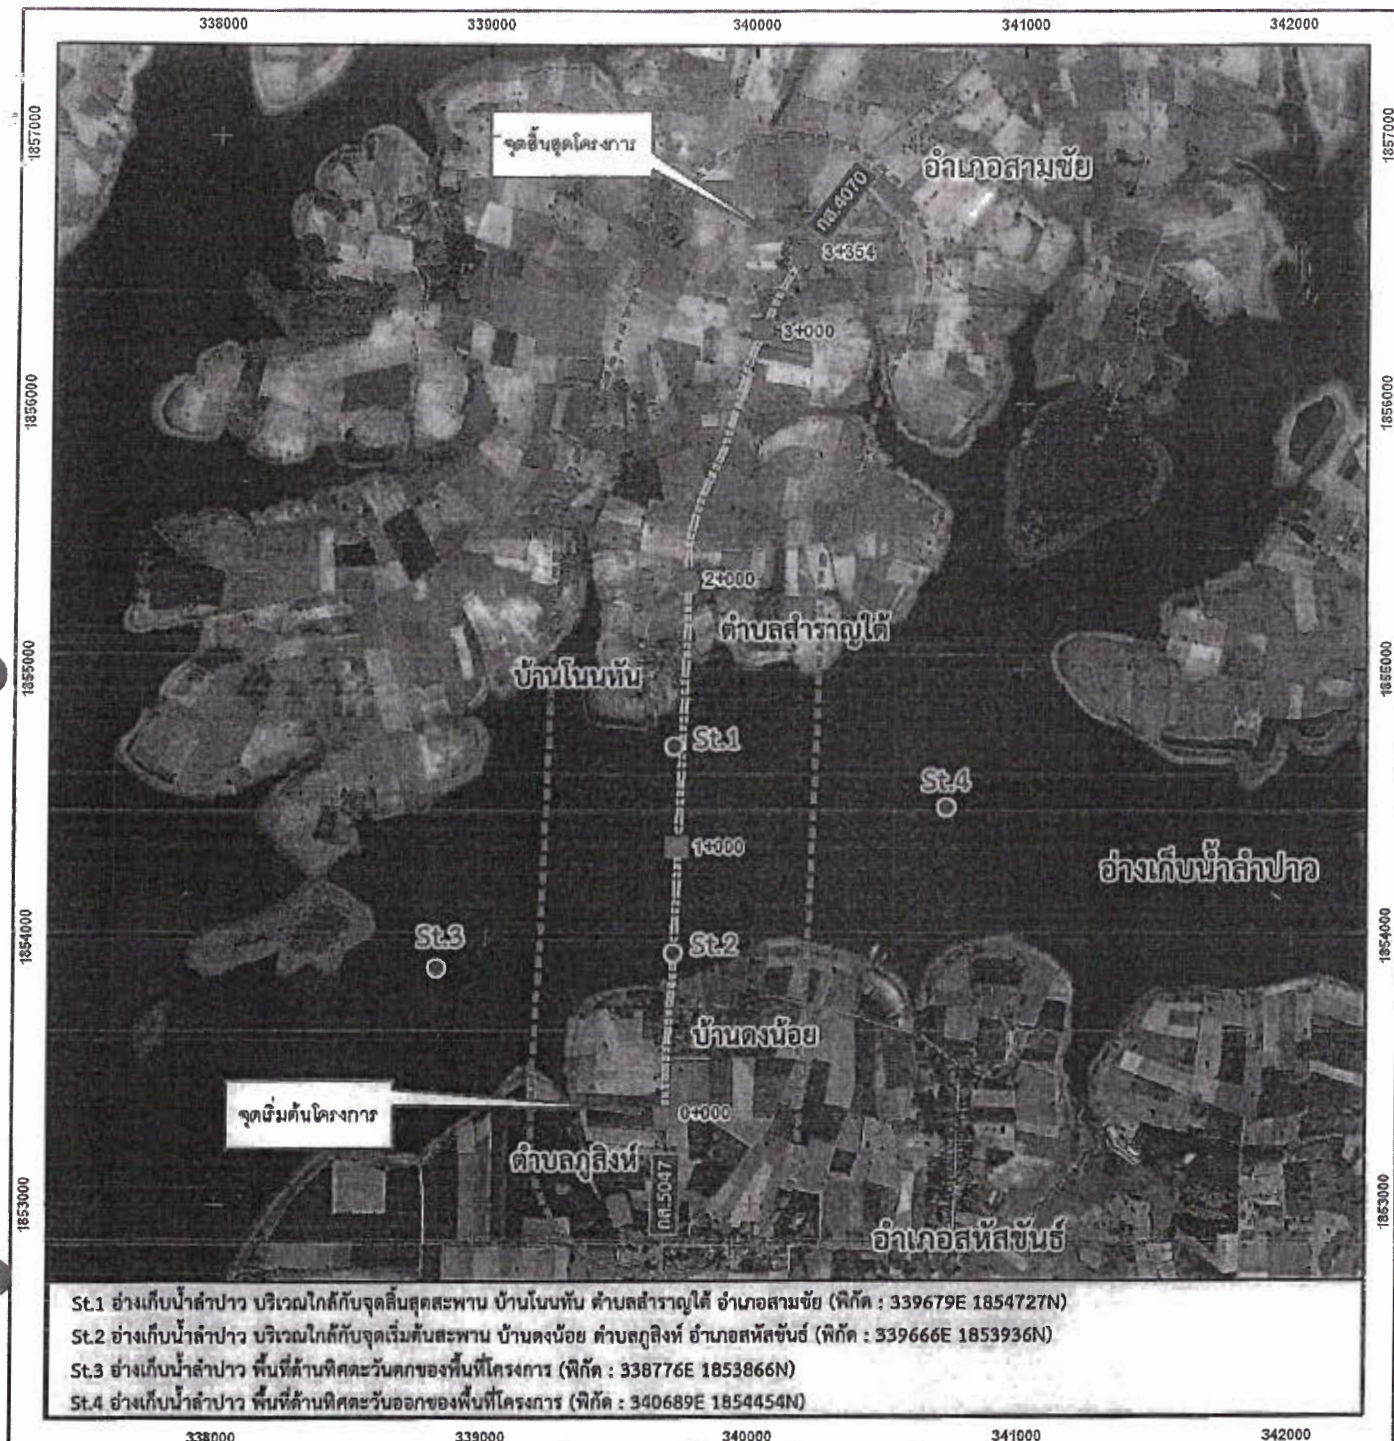 338000 339000 340000 341000 342000
1857000 1857000
จุดสิ้นสุดโครงการ
อำเภอสามชัย
กส.4070
3+354
3+000
1856000 1856000
2+000
ตำบลสำราญใต้
บ้านโนนทัน
1855000 1855000
St.1
St.4
1+000
อ่างเก็บน้ำลำปาว
St.3
St.2
1854000 1854000
บ้านดงน้อย
จุดเริ่มต้นโครงการ
0+000
ตำบลภูสิงห์
กส.5047
1853000 1853000
อำเภอสหัสขันธ์
St.1 อ่างเก็บน้ำลำปาว บริเวณใกล้กับจุดสิ้นสุดสะพาน บ้านโนนทัน ตำบลสำราญใต้ อำเภอสามชัย (พิกัด : 339679E 1854727N)
St.2 อ่างเก็บน้ำลำปาว บริเวณใกล้กับจุดเริ่มต้นสะพาน บ้านดงน้อย ตำบลภูสิงห์ อำเภอสหัสขันธ์ (พิกัด : 339666E 1853936N)
St.3 อ่างเก็บน้ำลำปาว พื้นที่ด้านทิศตะวันตกของพื้นที่โครงการ (พิกัด : 338776E 1853866N)
St.4 อ่างเก็บน้ำลำปาว พื้นที่ด้านทิศตะวันออกของพื้นที่โครงการ (พิกัด : 340689E 1854454N)
338000 339000 340000 341000 342000